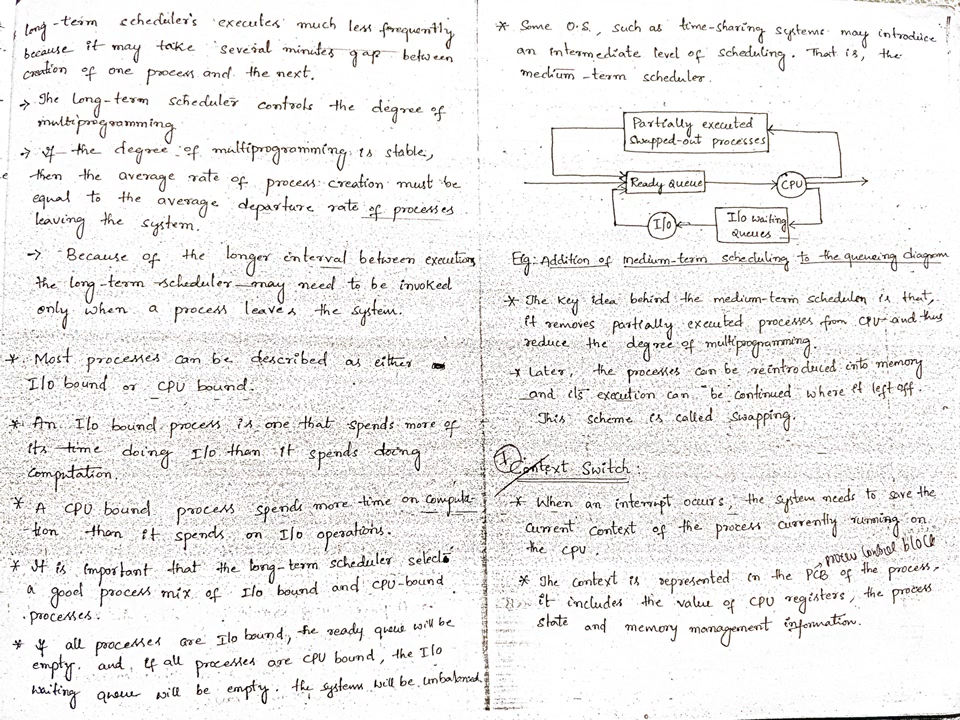 long-term scheduler's executes much less frequently
because it may take several minutes gap between
creation of one process and the next.
→ The long-term scheduler controls the degree of
multiprogramming
→ If the degree of multiprogramming is stable,
then the average rate of process creation must be
equal to the average departure rate of processes
leaving the system.
→ Because of the longer interval between executions
the long-term scheduler may need to be invoked
only when a process leaves the system.
* Most processes can be described as either
I/O bound or CPU bound.
* An I/O bound process is one that spends more of
its time doing I/O than it spends doing
computation.
* A CPU bound process spends more time on computa-
tion than it spends on I/O operations.
* It is important that the long-term scheduler selects
a good process mix of I/O bound and CPU-bound
processes.
* If all processes are I/O bound, the ready queue will be
empty. and If all processes are CPU bound, the I/O
waiting queue will be empty. the system will be unbalanced
* Some O.S., such as time-sharing systems may introduce
an intermediate level of scheduling. That is, the
medium-term scheduler.
Partially executed
Swapped-out processes
Ready Queue
CPU
I/O
I/O waiting
Queues
Fig: Addition of medium-term scheduling to the queueing diagram
* The key idea behind the medium-term scheduler is that,
it removes partially executed processes from CPU and thus
reduce the degree of multiprogramming.
* Later, the processes can be reintroduced into memory
and its execution can be continued where it left off.
This scheme is called Swapping.
Context Switch:
* When an interrupt occurs, the system needs to save the
current context of the process currently running on
the CPU.
process control block
* The context is represented in the PCB of the process,
it includes the value of CPU registers, the process
state and memory management information.